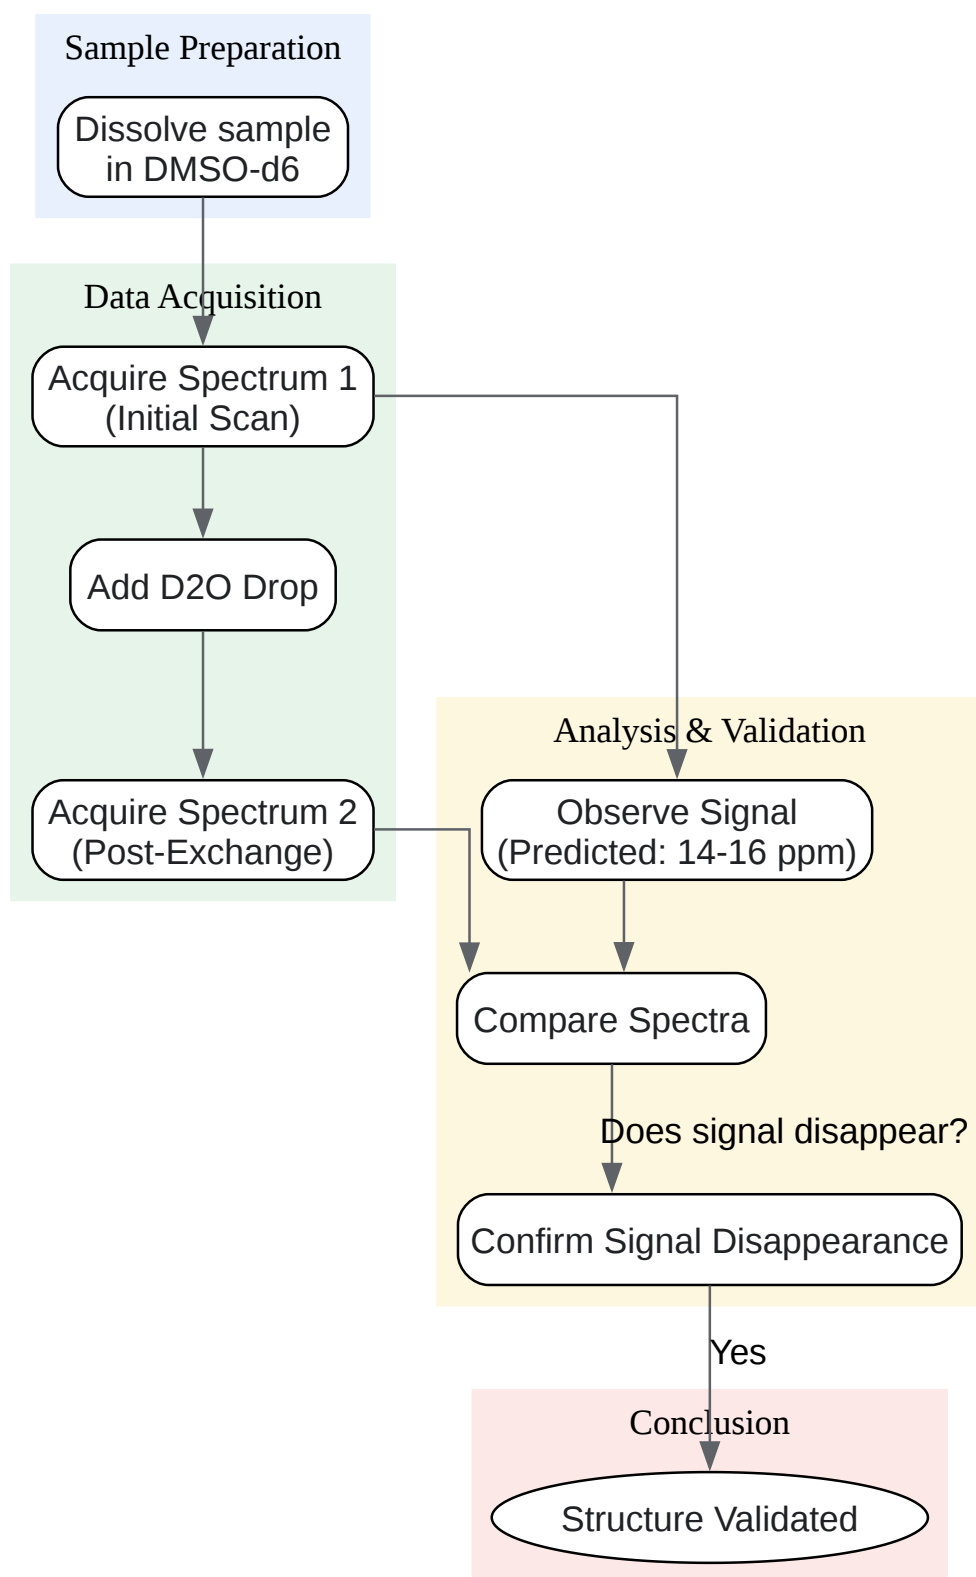 Sample Preparation
Dissolve sample
in DMSO-d6
Data Acquisition
Acquire Spectrum 1
(Initial Scan)
Add D2O Drop
Acquire Spectrum 2
(Post-Exchange)
Analysis & Validation
Observe Signal
(Predicted: 14-16 ppm)
Compare Spectra
Does signal disappear?
Confirm Signal Disappearance
Yes
Conclusion
Structure Validated